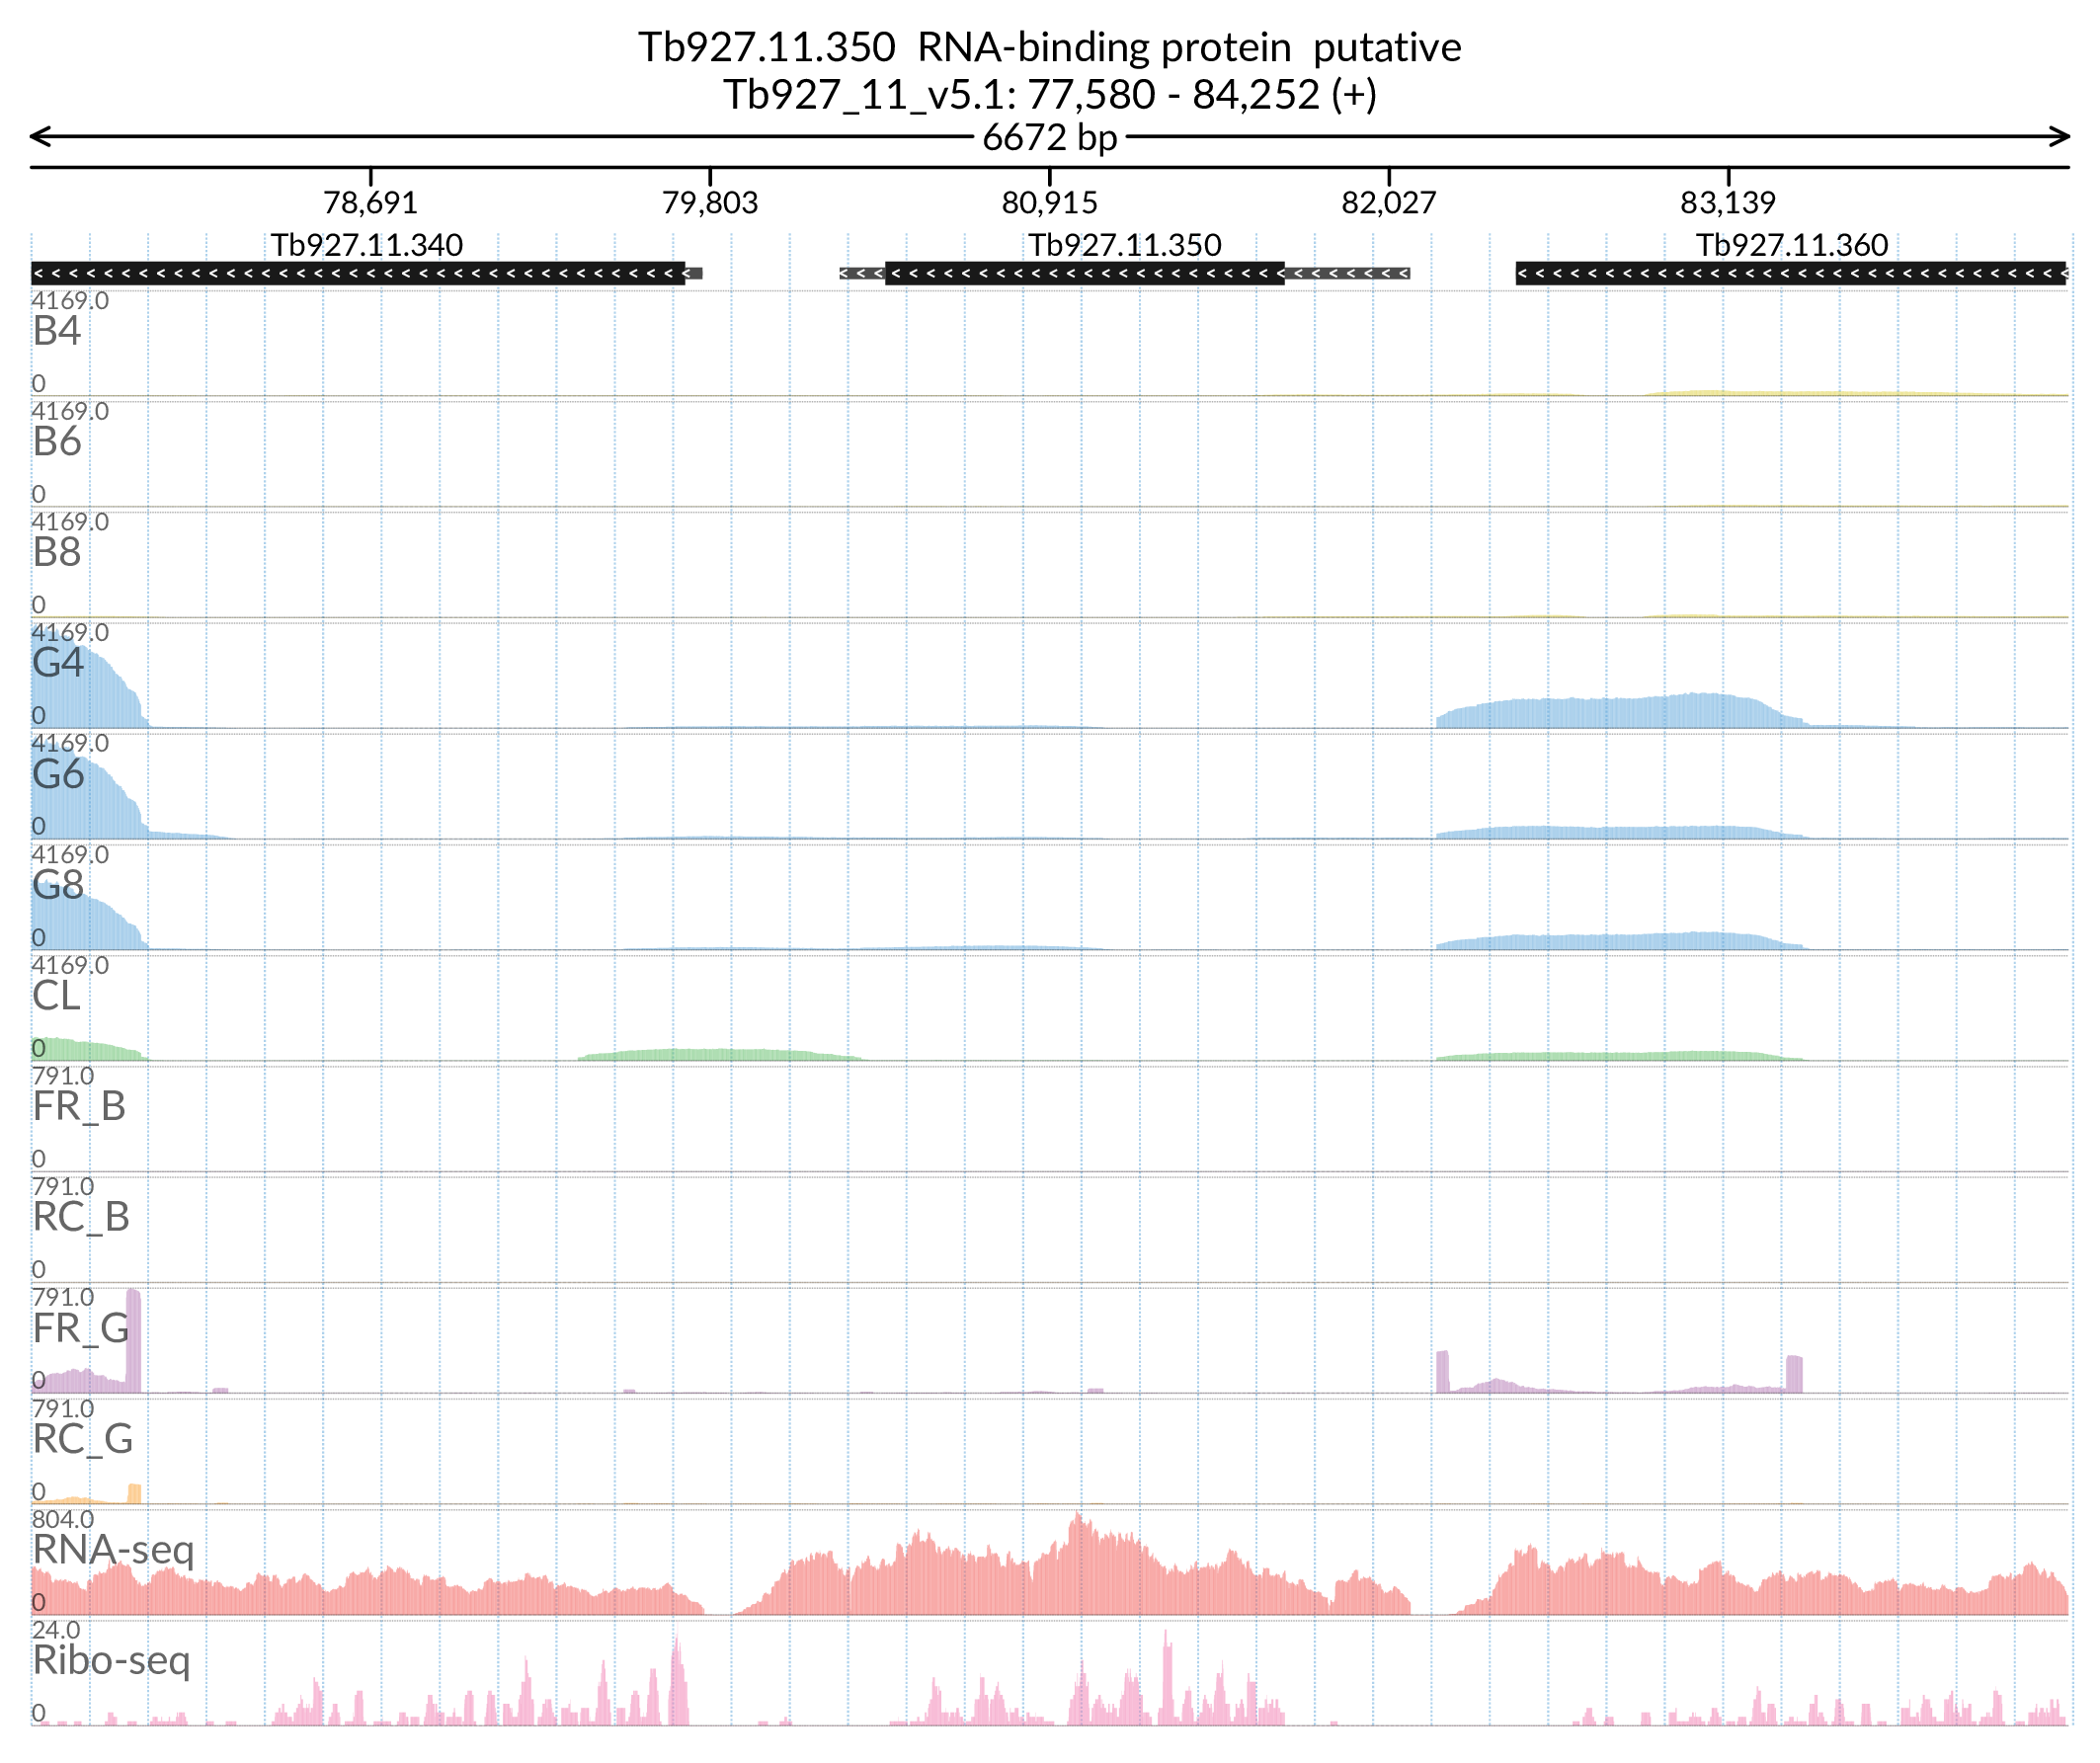 Tb927.11.350  RNA-binding protein  putative
Tb927_11_v5.1: 77,580 - 84,252 (+)
6672 bp
78,691 79,803 80,915 82,027 83,139
Tb927.11.340 Tb927.11.350 Tb927.11.360
4169.0
B4
0
4169.0
B6
0
4169.0
B8
0
4169.0
G4
0
4169.0
G6
0
4169.0
G8
0
4169.0
CL
0
791.0
FR_B
0
791.0
RC_B
0
791.0
FR_G
0
791.0
RC_G
0
804.0
RNA-seq
0
24.0
Ribo-seq
0